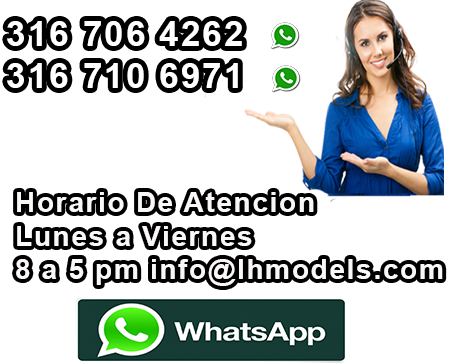 316 706 4262
316 710 6971
Horario De Atencion
Lunes a Viernes
8 a 5 pm info@lhmodels.com
WhatsApp